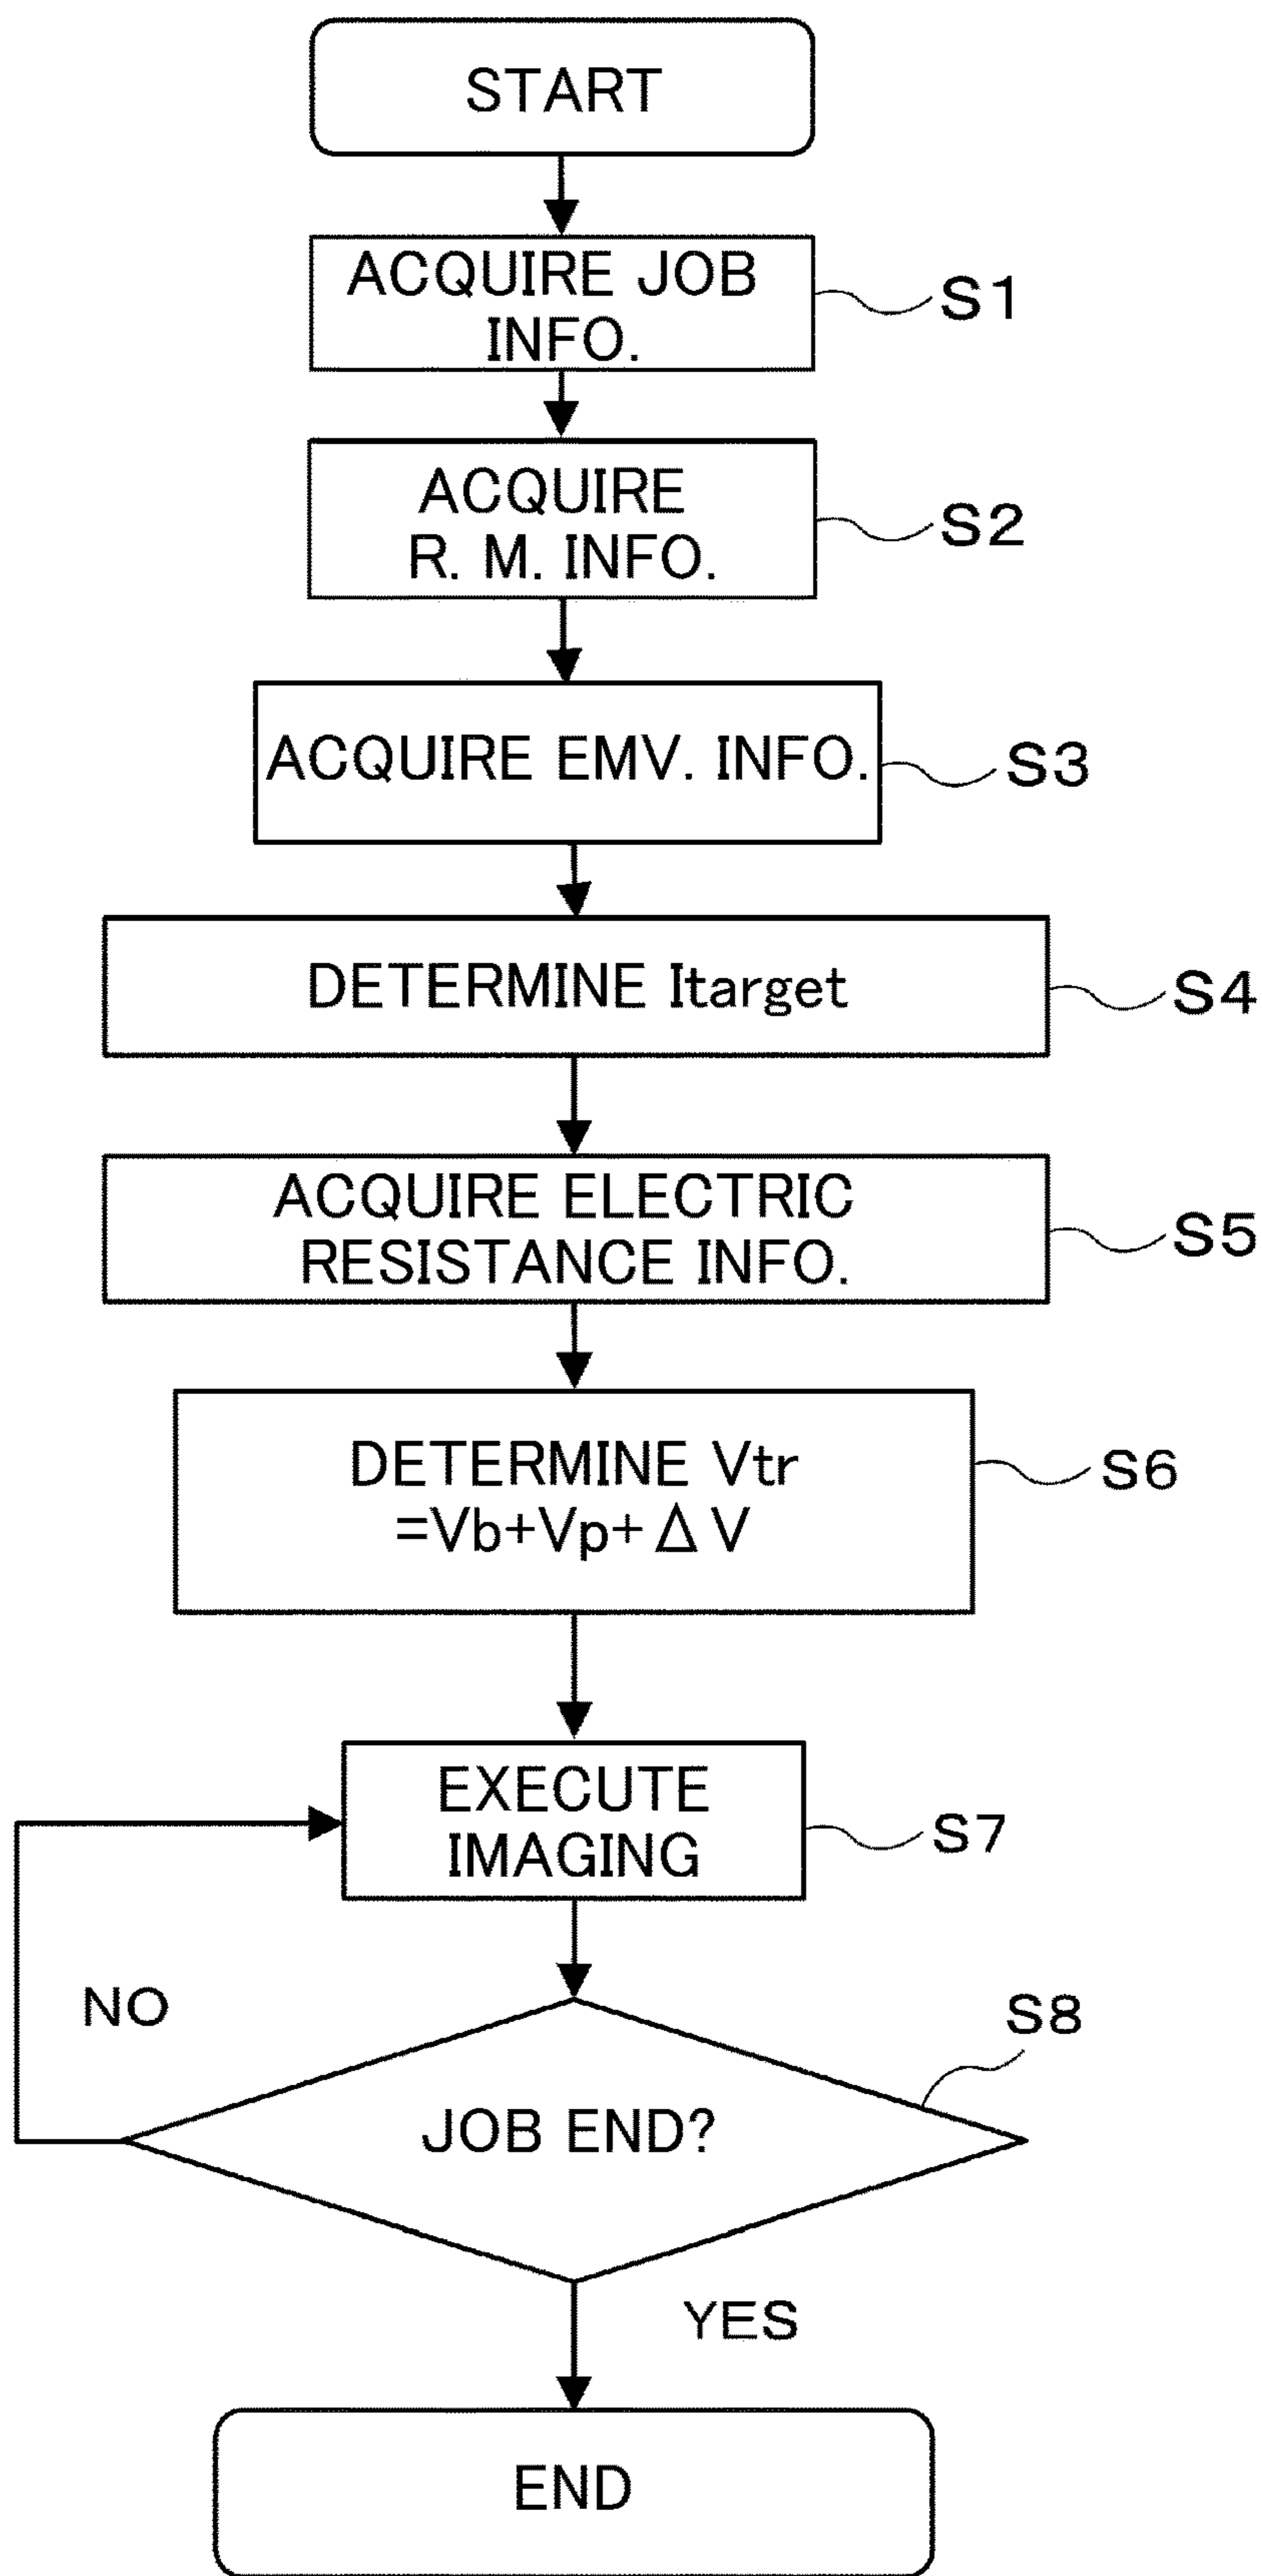 START
ACQUIRE JOB
INFO.
S1
ACQUIRE
R. M. INFO.
S2
ACQUIRE EMV. INFO.
S3
DETERMINE Itarget
S4
ACQUIRE ELECTRIC
RESISTANCE INFO.
S5
DETERMINE Vtr
=Vb+Vp+ΔV
S6
EXECUTE
IMAGING
S7
NO
S8
JOB END?
YES
END